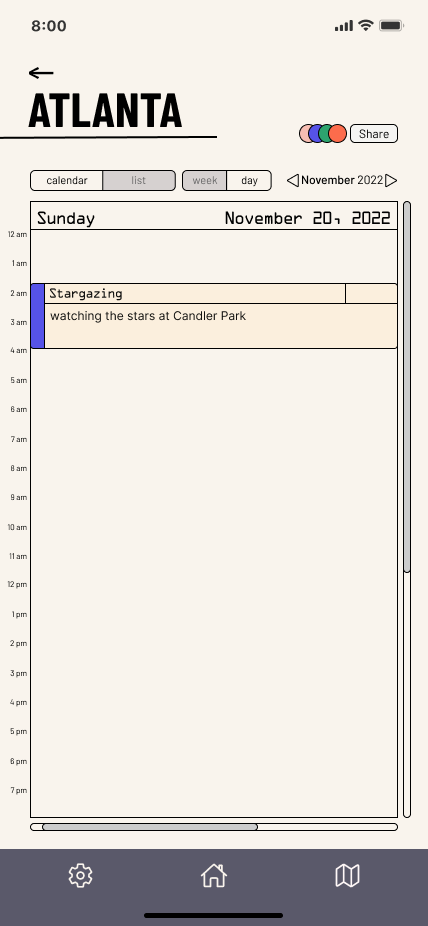 8:00
ATLANTA
Share
calendar list week day November 2022
Sunday November 20, 2022
12 am
1 am
2 am
Stargazing
watching the stars at Candler Park
3 am
4 am
5 am
6 am
7 am
8 am
9 am
10 am
11 am
12 pm
1 pm
2 pm
3 pm
4 pm
5 pm
6 pm
7 pm